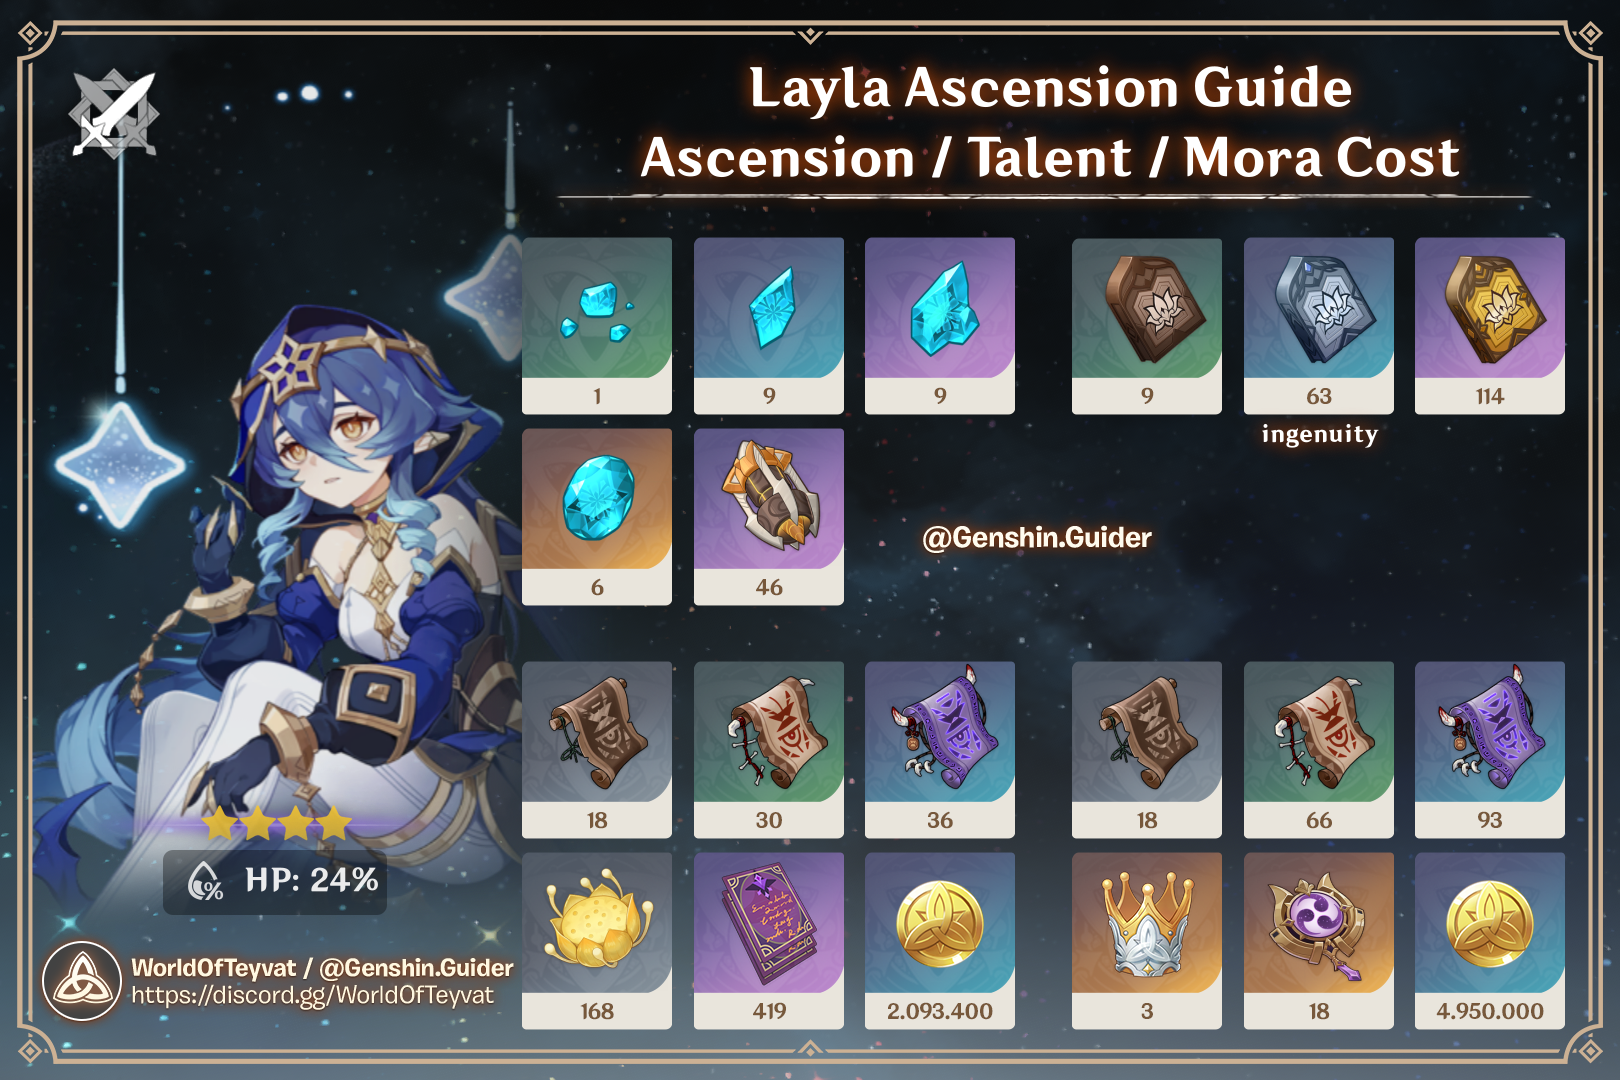 Layla Ascension Guide
Ascension / Talent / Mora Cost
1 9 9 9 63 114
ingenuity
6 46
@Genshin.Guider
18 30 36 18 66 93
HP: 24%
168 419 2.093.400 3 18 4.950.000
WorldOfTeyvat / @Genshin.Guider
https://discord.gg/WorldOfTeyvat